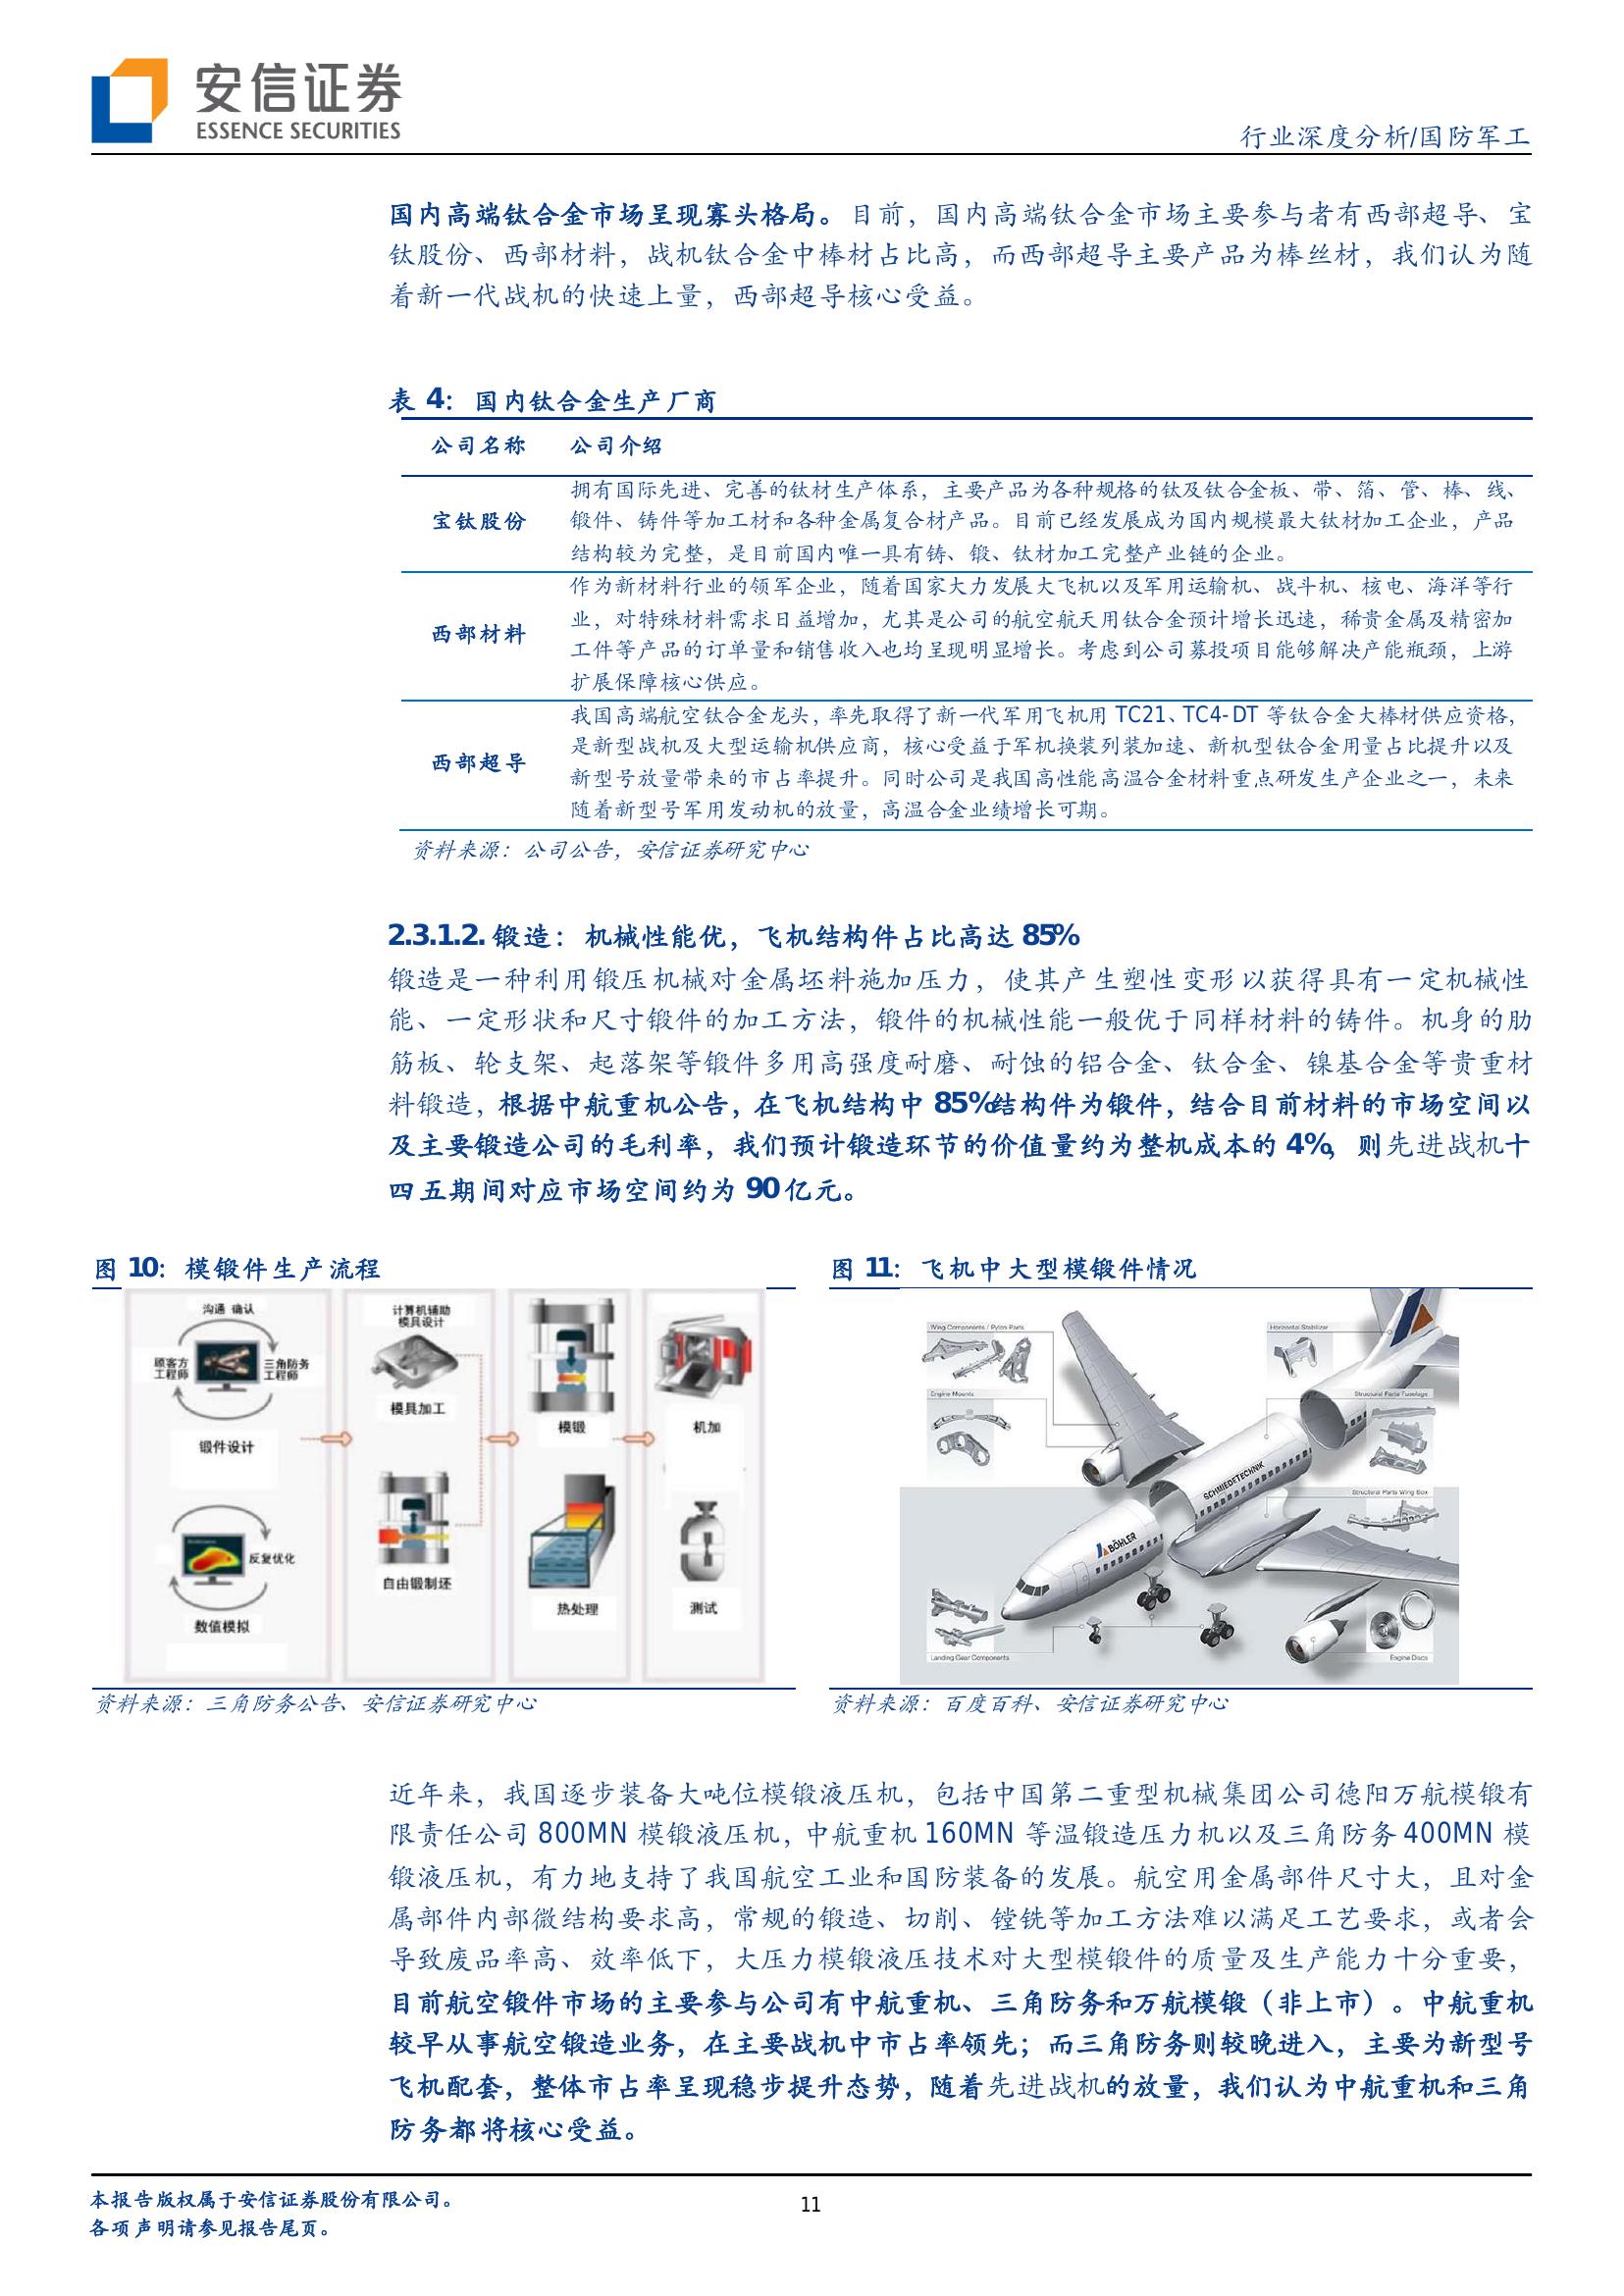 安信证券
ESSENCE SECURITIES
行业深度分析/国防军工
国内高端钛合金市场呈现寡头格局。目前，国内高端钛合金市场主要参与者有西部超导、宝
钛股份、西部材料，战机钛合金中棒材占比高，而西部超导主要产品为棒丝材，我们认为随
着新一代战机的快速上量，西部超导核心受益。
表 4：国内钛合金生产厂商
公司名称 公司介绍
宝钛股份
拥有国际先进、完善的钛材生产体系，主要产品为各种规格的钛及钛合金板、带、箔、管、棒、线、
锻件、铸件等加工材和各种金属复合材产品。目前已经发展成为国内规模最大钛材加工企业，产品
结构较为完整，是目前国内唯一具有铸、锻、钛材加工完整产业链的企业。
西部材料
作为新材料行业的领军企业，随着国家大力发展大飞机以及军用运输机、战斗机、核电、海洋等行
业，对特殊材料需求日益增加，尤其是公司的航空航天用钛合金预计增长迅速，稀贵金属及精密加
工件等产品的订单量和销售收入也均呈现明显增长。考虑到公司募投项目能够解决产能瓶颈，上游
扩展保障核心供应。
西部超导
我国高端航空钛合金龙头，率先取得了新一代军用飞机用 TC21、TC4-DT 等钛合金大棒材供应资格，
是新型战机及大型运输机供应商，核心受益于军机换装列装加速、新机型钛合金用量占比提升以及
新型号放量带来的市占率提升。同时公司是我国高性能高温合金材料重点研发生产企业之一，未来
随着新型号军用发动机的放量，高温合金业绩增长可期。
资料来源：公司公告，安信证券研究中心
2.3.1.2. 锻造：机械性能优，飞机结构件占比高达 85%
锻造是一种利用锻压机械对金属坯料施加压力，使其产生塑性变形以获得具有一定机械性
能、一定形状和尺寸锻件的加工方法，锻件的机械性能一般优于同样材料的铸件。机身的肋
筋板、轮支架、起落架等锻件多用高强度耐磨、耐蚀的铝合金、钛合金、镍基合金等贵重材
料锻造，根据中航重机公告，在飞机结构中 85%结构件为锻件，结合目前材料的市场空间以
及主要锻造公司的毛利率，我们预计锻造环节的价值量约为整机成本的 4%，则先进战机十
四五期间对应市场空间约为 90 亿元。
图 10：模锻件生产流程
沟通 确认
顾客方
工程师
三角防务
工程师
锻件设计
反复优化
数值模拟
计算机辅助
模具设计
模具加工
自由锻制坯
模锻
热处理
机加
测试
资料来源：三角防务公告、安信证券研究中心
图 11：飞机中大型模锻件情况
Wing Components / Pylon Parts
Horizontal Stabilizer
Engine Mounts
Structural Parts Fuselage
SCHMIEDETECHNIK
Structural Parts Wing Box
BÖHLER
Landing Gear Components
Engine Discs
资料来源：百度百科、安信证券研究中心
近年来，我国逐步装备大吨位模锻液压机，包括中国第二重型机械集团公司德阳万航模锻有
限责任公司 800MN 模锻液压机，中航重机 160MN 等温锻造压力机以及三角防务 400MN 模
锻液压机，有力地支持了我国航空工业和国防装备的发展。航空用金属部件尺寸大，且对金
属部件内部微结构要求高，常规的锻造、切削、镗铣等加工方法难以满足工艺要求，或者会
导致废品率高、效率低下，大压力模锻液压技术对大型模锻件的质量及生产能力十分重要，
目前航空锻件市场的主要参与公司有中航重机、三角防务和万航模锻（非上市）。中航重机
较早从事航空锻造业务，在主要战机中市占率领先；而三角防务则较晚进入，主要为新型号
飞机配套，整体市占率呈现稳步提升态势，随着先进战机的放量，我们认为中航重机和三角
防务都将核心受益。
本报告版权属于安信证券股份有限公司。
各项声明请参见报告尾页。
11